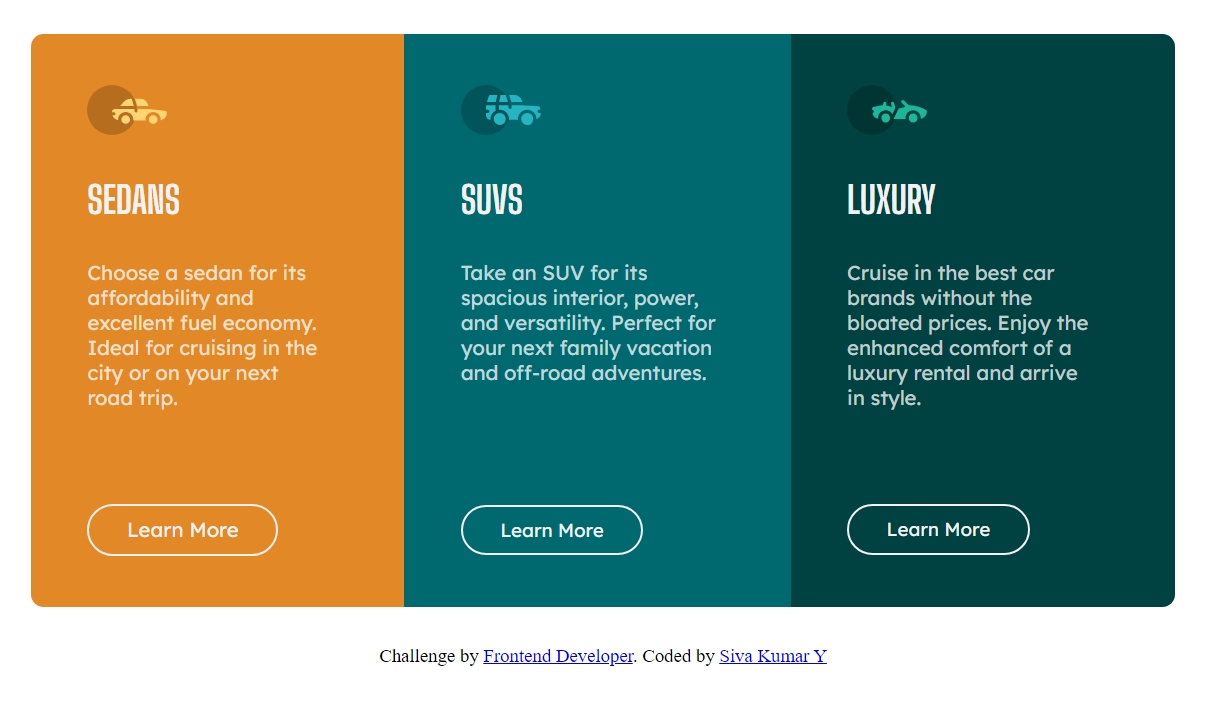 SEDANS
Choose a sedan for its
affordability and
excellent fuel economy.
Ideal for cruising in the
city or on your next
road trip.
Learn More
SUVS
Take an SUV for its
spacious interior, power,
and versatility. Perfect for
your next family vacation
and off-road adventures.
Learn More
LUXURY
Cruise in the best car
brands without the
bloated prices. Enjoy the
enhanced comfort of a
luxury rental and arrive
in style.
Learn More
Challenge by Frontend Developer. Coded by Siva Kumar Y